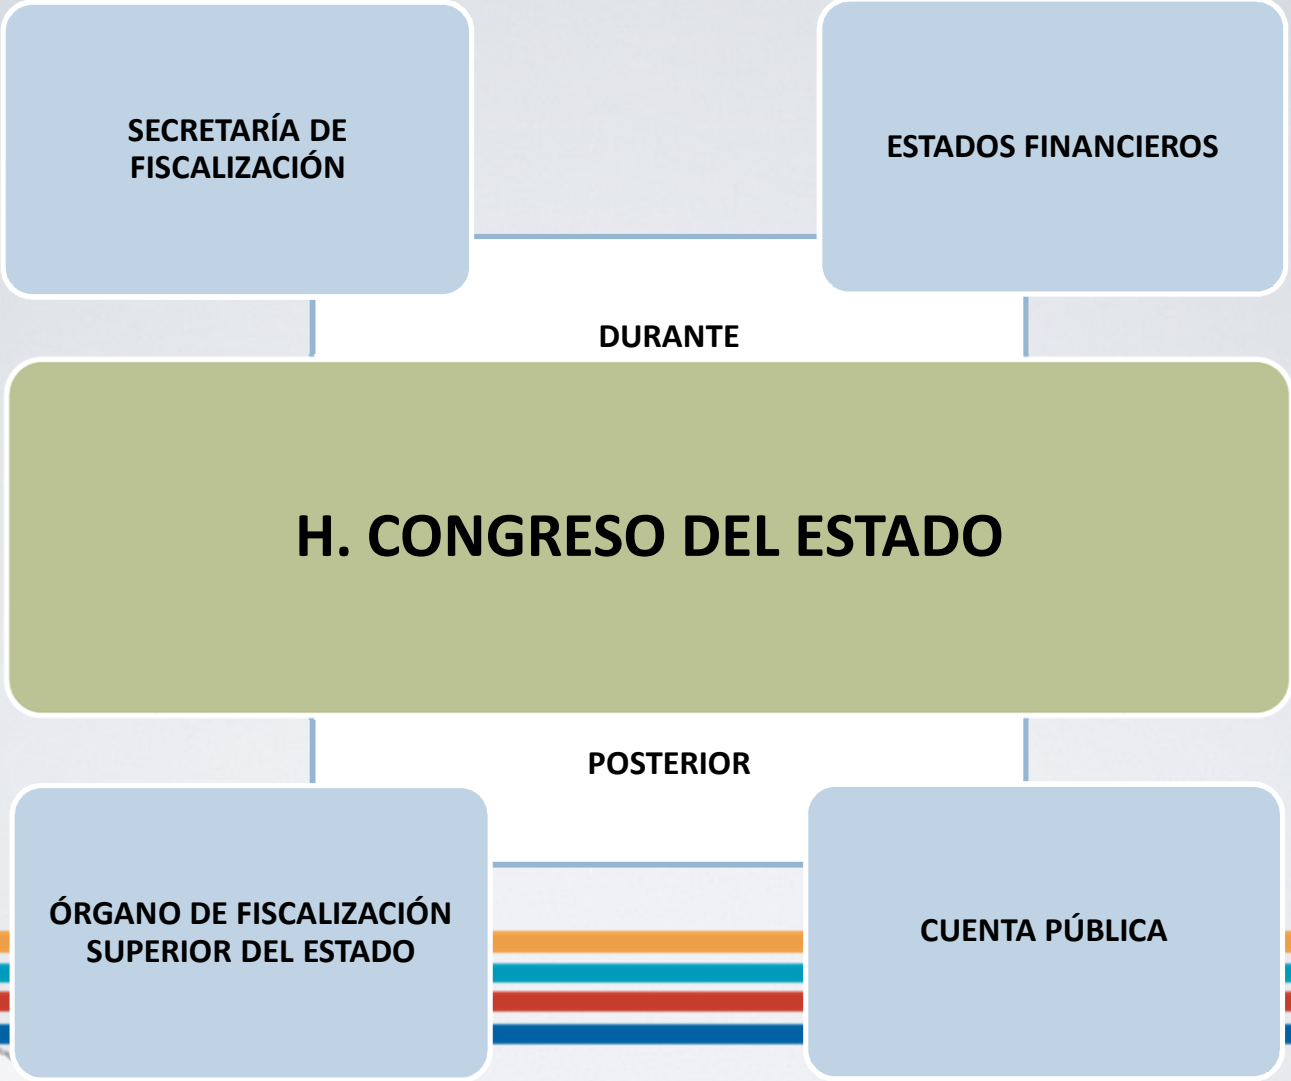 SECRETARÍA DE
FISCALIZACIÓN
ESTADOS FINANCIEROS
DURANTE
H. CONGRESO DEL ESTADO
POSTERIOR
ÓRGANO DE FISCALIZACIÓN
SUPERIOR DEL ESTADO
CUENTA PÚBLICA